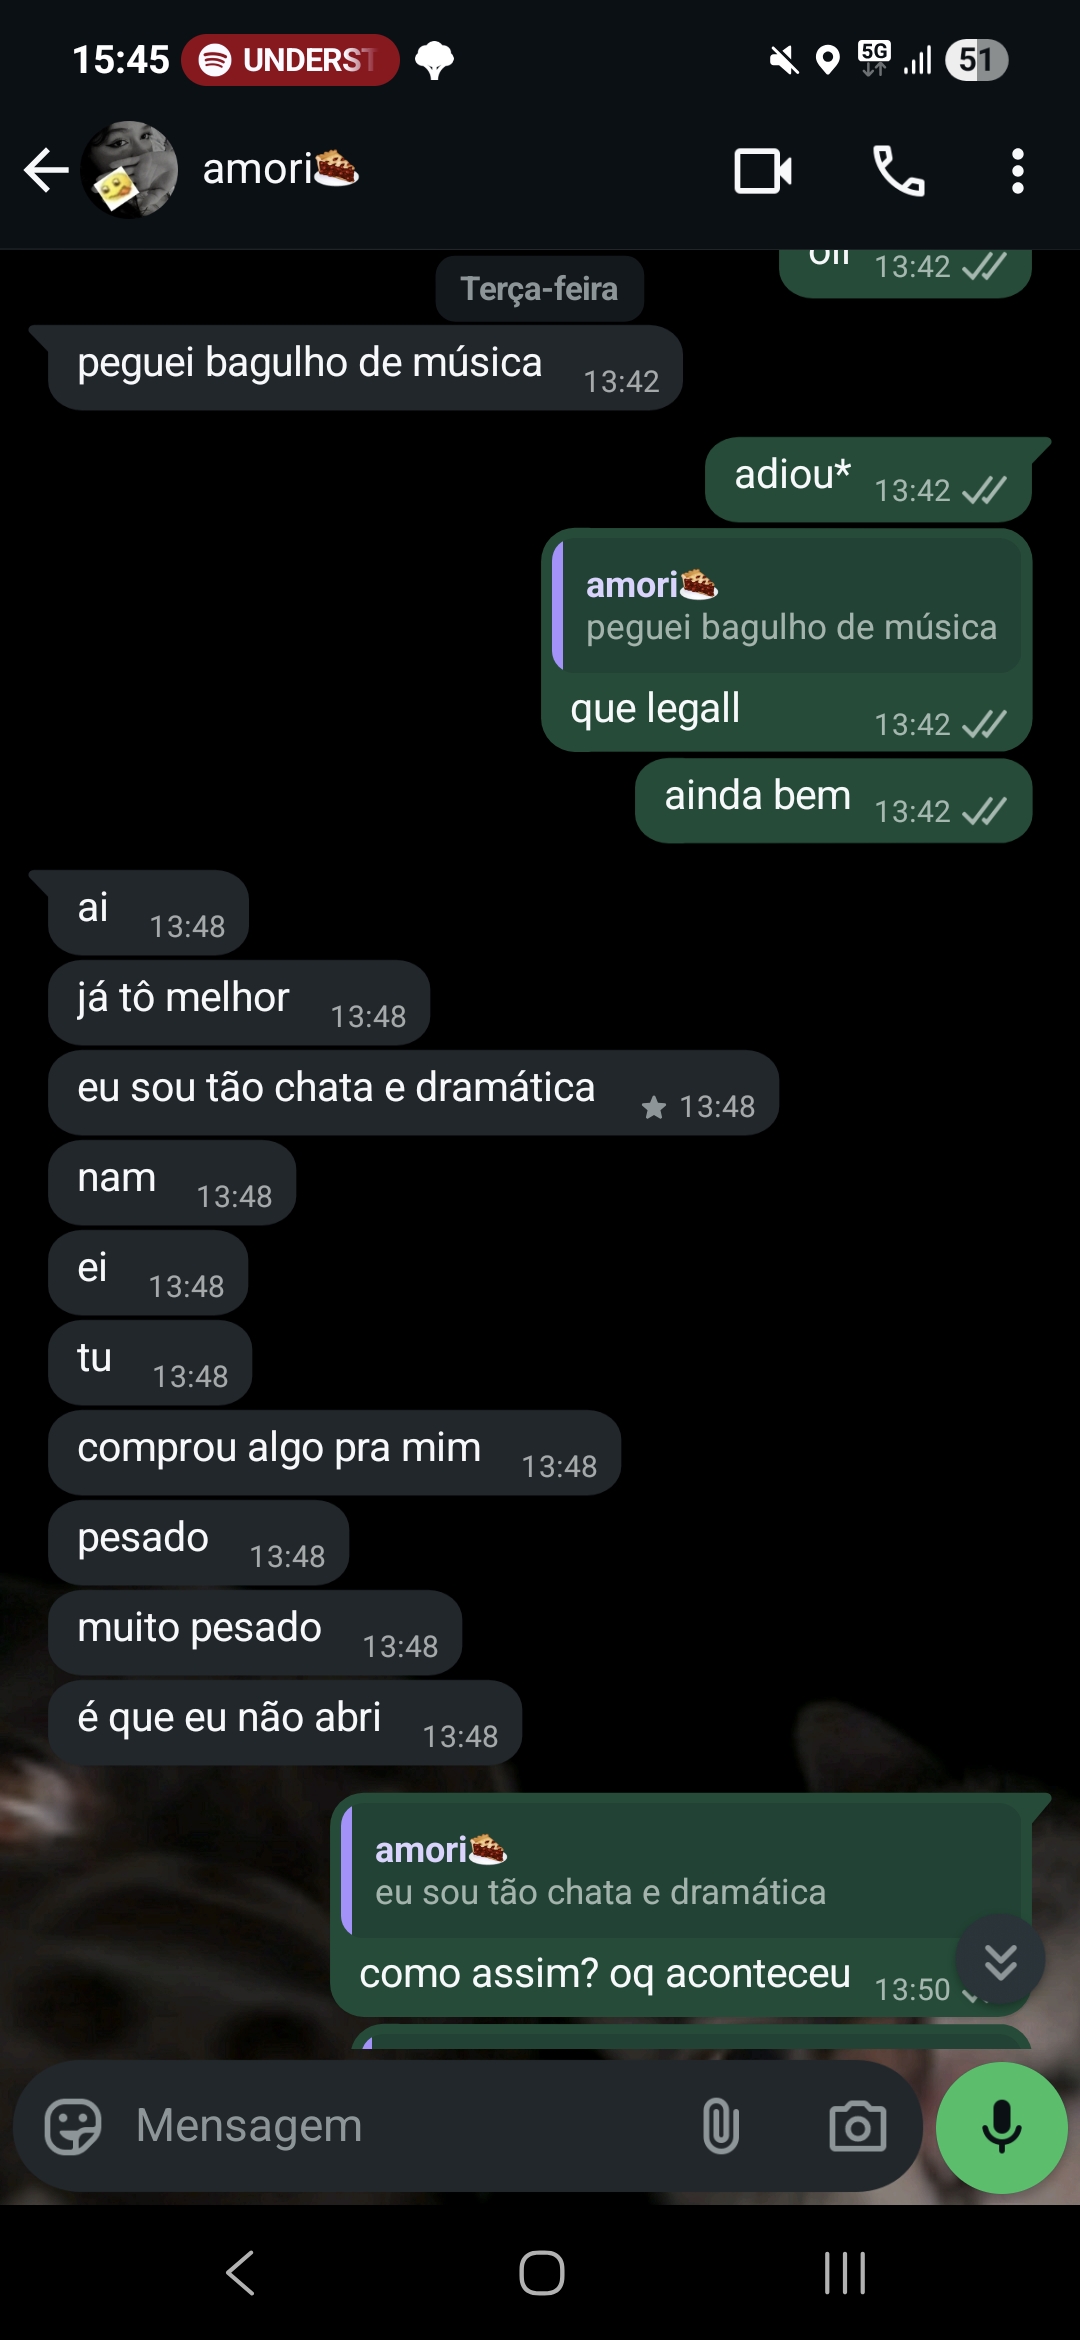 15:45 UNDERST 5G 51
amori
13:42
Terça-feira
peguei bagulho de música 13:42
adiou* 13:42
amori
peguei bagulho de música
que legall 13:42
ainda bem 13:42
ai 13:48
já tô melhor 13:48
eu sou tão chata e dramática 13:48
nam 13:48
ei 13:48
tu 13:48
comprou algo pra mim 13:48
pesado 13:48
muito pesado 13:48
é que eu não abri 13:48
amori
eu sou tão chata e dramática
como assim? oq aconteceu 13:50
Mensagem